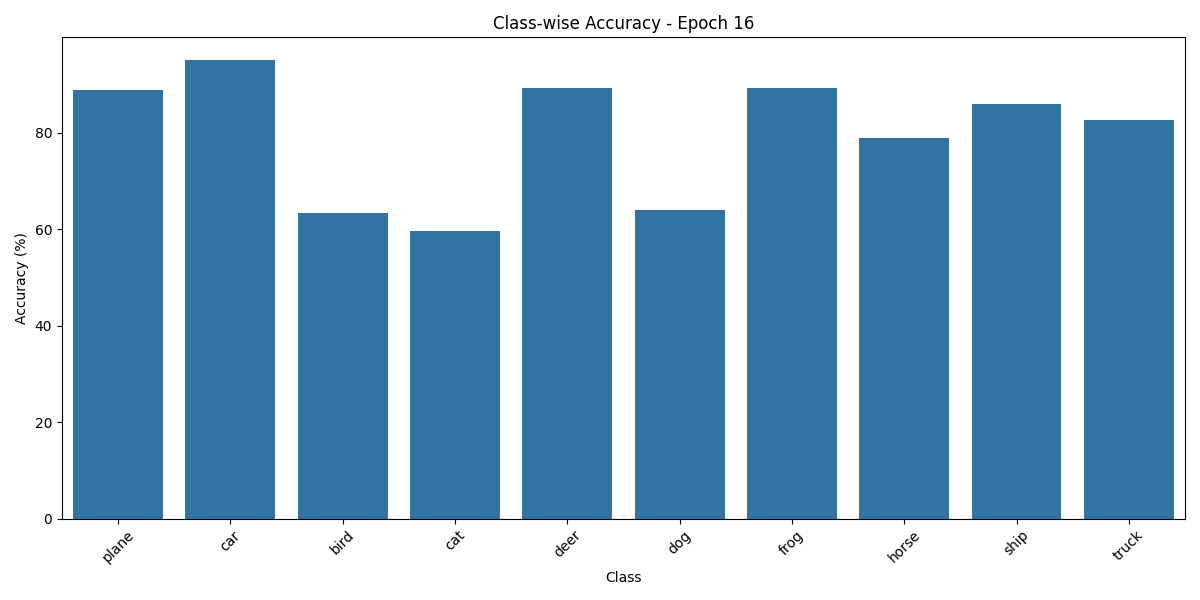 Class-wise Accuracy - Epoch 16
Accuracy (%)
80
60
40
20
0
plane car bird cat deer dog frog horse ship truck
Class